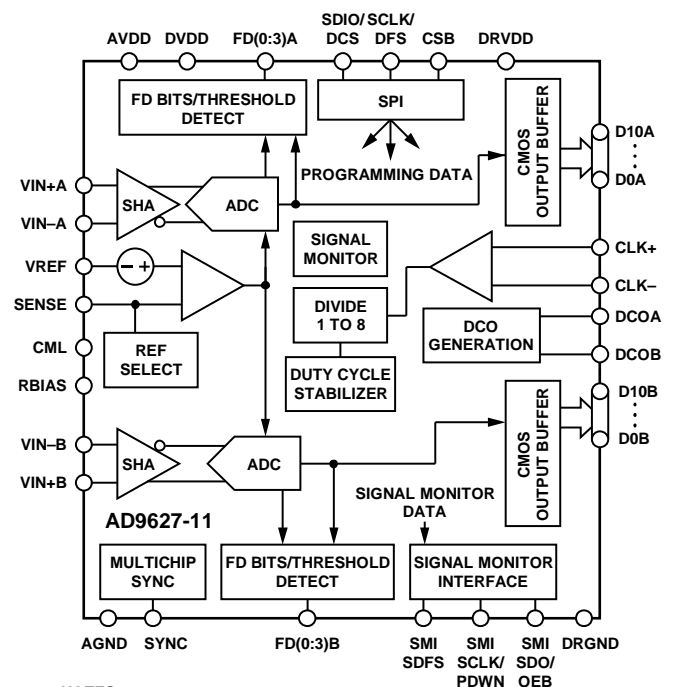 SDIO/ SCLK/
AVDD DVDD FD(0:3)A DCS DFS CSB DRVDD
FD BITS/THRESHOLD
DETECT
SPI
PROGRAMMING DATA
CMOS
OUTPUT BUFFER
D10A
D0A
VIN+A
VIN–A
SHA
ADC
VREF
– +
SENSE
SIGNAL
MONITOR
CLK+
CLK–
DIVIDE
1 TO 8
DCO
GENERATION
DCOA
DCOB
CML
REF
SELECT
RBIAS
DUTY CYCLE
STABILIZER
D10B
D0B
CMOS
OUTPUT BUFFER
VIN–B
VIN+B
SHA
ADC
SIGNAL MONITOR
DATA
AD9627-11
MULTICHIP
SYNC
FD BITS/THRESHOLD
DETECT
SIGNAL MONITOR
INTERFACE
AGND SYNC FD(0:3)B SMI SMI SMI DRGND
SDFS SCLK/ SDO/
PDWN OEB